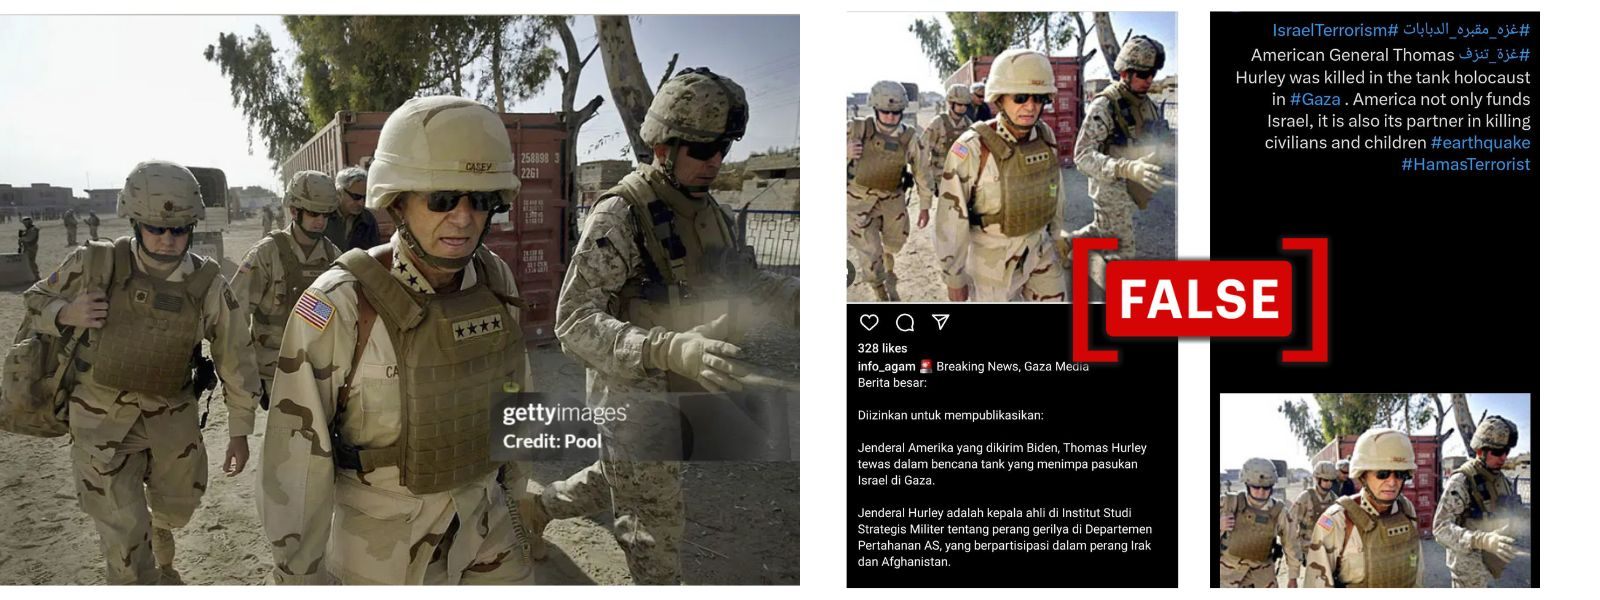 CASEY
258898 3
2261
CA
gettyimages®
Credit: Pool
328 likes
info_agam 🚨 Breaking News, Gaza Media
Berita besar:
Diizinkan untuk mempublikasikan:
Jenderal Amerika yang dikirim Biden, Thomas Hurley
tewas dalam bencana tank yang menimpa pasukan
Israel di Gaza.
Jenderal Hurley adalah kepala ahli di Institut Studi
Strategis Militer tentang perang gerilya di Departemen
Pertahanan AS, yang berpartisipasi dalam perang Irak
dan Afghanistan.
FALSE
#غزه_مقبره_الدبابات #IsraelTerrorism
#غزة_تنزف American General Thomas
Hurley was killed in the tank holocaust
in #Gaza . America not only funds
Israel, it is also its partner in killing
civilians and children #earthquake
#HamasTerrorist